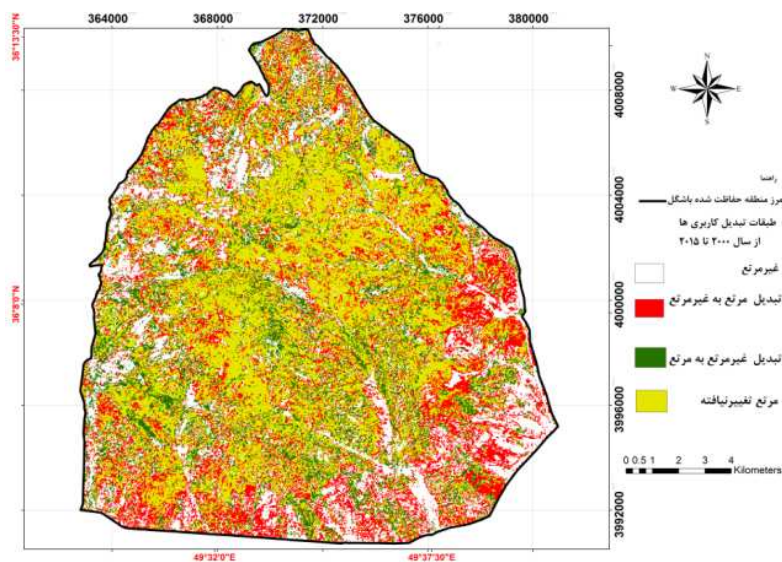 364000 368000 372000 376000 380000
36°13'30"N
36°8'0"N
4008000
4004000
4000000
3996000
3992000
49°32'0"E 49°37'30"E
N
W E
S
راهنما
مرز منطقه حفاظت شده باشگل
طبقات تبدیل کاربری ها
از سال ۲۰۰۰ تا ۲۰۱۵
غیرمرتع
تبدیل مرتع به غیرمرتع
تبدیل غیرمرتع به مرتع
مرتع تغییرنیافته
0 0.5 1 2 3 4
Kilometers